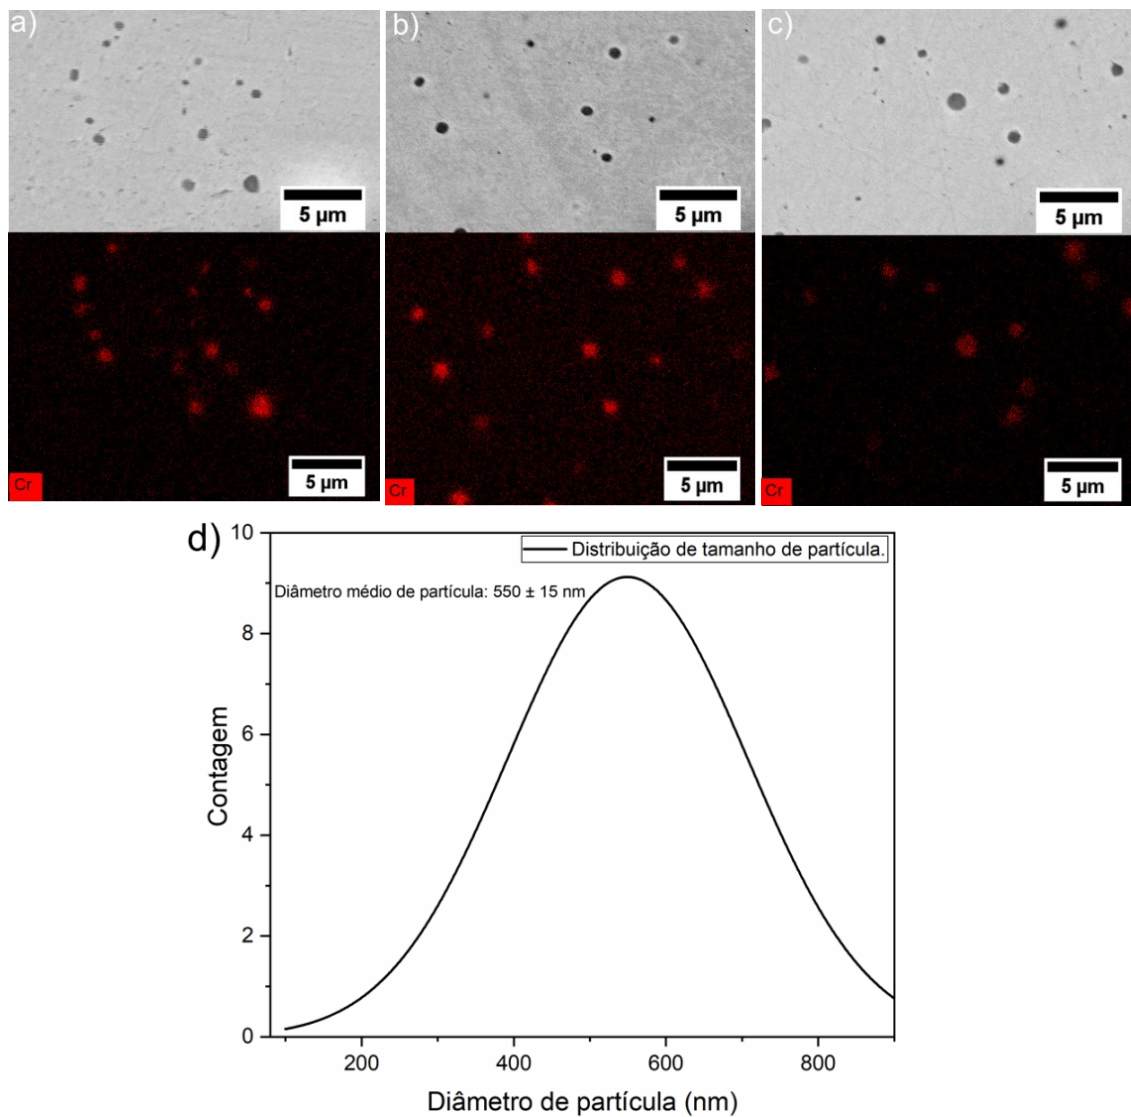 a)
b)
c)
5 µm
5 µm
5 µm
Cr
5 µm
Cr
5 µm
Cr
5 µm
d)
10
Distribuição de tamanho de partícula.
Diâmetro médio de partícula: 550 ± 15 nm
8
6
4
2
0
Contagem
200
400
600
800
Diâmetro de partícula (nm)